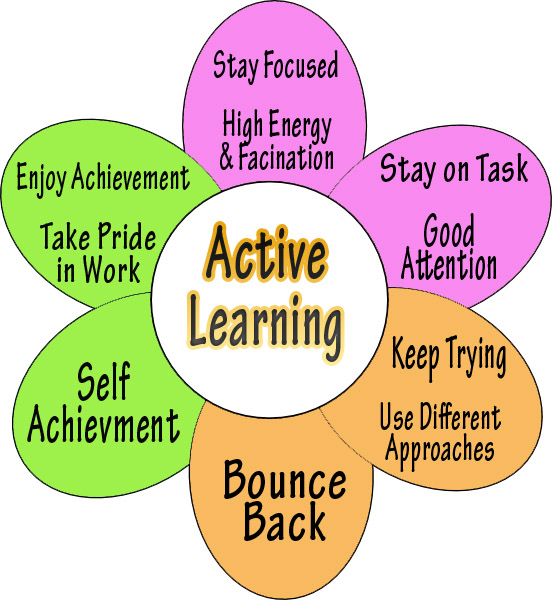 Stay Focused
High Energy
& Facination
Stay on Task
Good
Attention
Keep Trying
Use Different
Approaches
Bounce
Back
Self
Achievment
Enjoy Achievement
Take Pride
in Work
Active
Learning